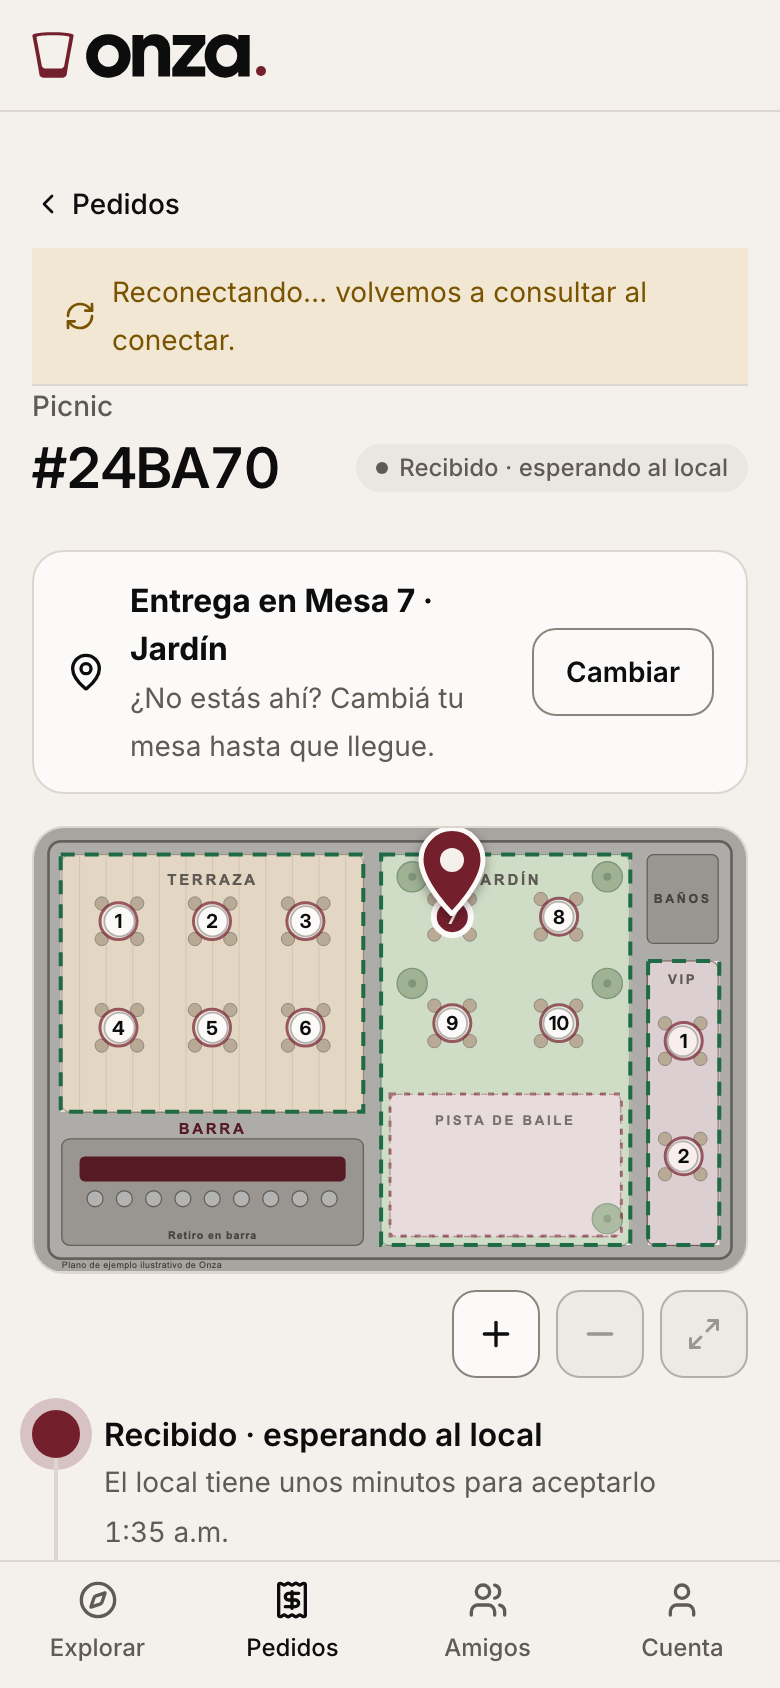 onza.
Pedidos
Reconectando... volvemos a consultar al
conectar.
Picnic
#24BA70
Recibido · esperando al local
Entrega en Mesa 7 ·
Jardín
¿No estás ahí? Cambiá tu
mesa hasta que llegue.
Cambiar
TERRAZA
ARDÍN
BAÑOS
1
2
3
7
8
VIP
4
5
6
9
10
1
BARRA
PISTA DE BAILE
2
Retiro en barra
Plano de ejemplo ilustrativo de Onza
Recibido · esperando al local
El local tiene unos minutos para aceptarlo
1:35 a.m.
Explorar
Pedidos
Amigos
Cuenta